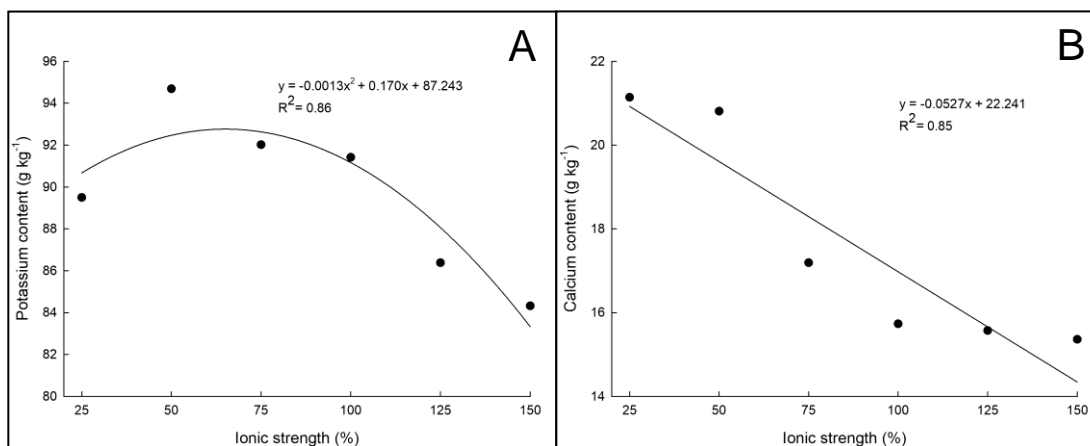 A
96
94
92
90
88
86
84
82
80
Potassium content (g kg⁻¹)
y = -0.0013x² + 0.170x + 87.243
R² = 0.86
25 50 75 100 125 150
Ionic strength (%)
B
22
20
18
16
14
Calcium content (g kg⁻¹)
y = -0.0527x + 22.241
R² = 0.85
25 50 75 100 125 150
Ionic strength (%)